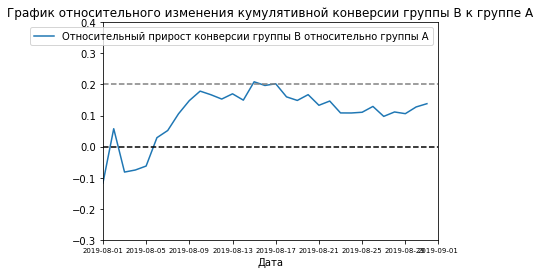 График относительного изменения кумулятивной конверсии группы B к группе A
Относительный прирост конверсии группы B относительно группы A
0.4
0.3
0.2
0.1
0.0
−0.1
−0.2
−0.3
2019-08-01 2019-08-05 2019-08-09 2019-08-13 2019-08-17 2019-08-21 2019-08-25 2019-08-29 2019-09-01
Дата